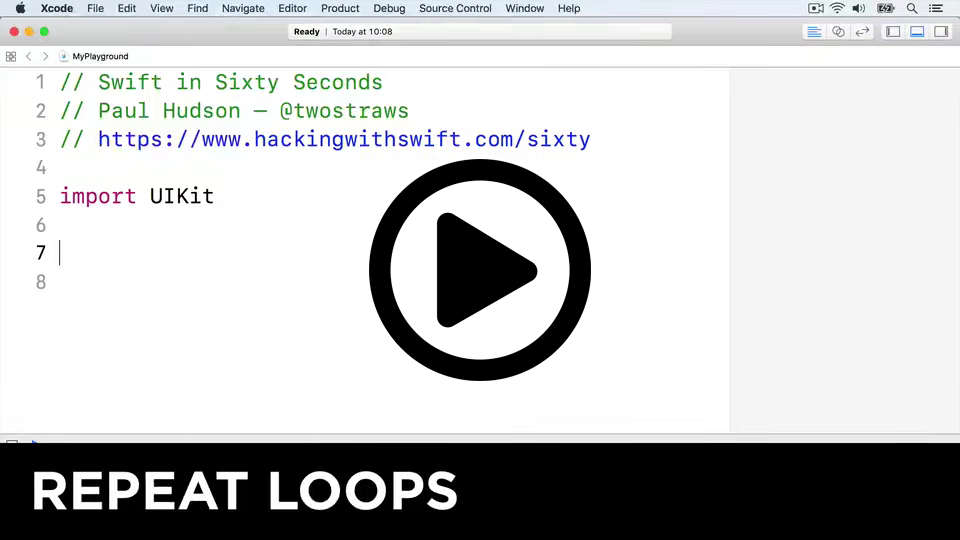 Xcode File Edit View Find Navigate Editor Product Debug Source Control Window Help
Ready | Today at 10:08
MyPlayground
1 // Swift in Sixty Seconds
2 // Paul Hudson — @twostraws
3 // https://www.hackingwithswift.com/sixty
4
5 import UIKit
6
7
8
REPEAT LOOPS